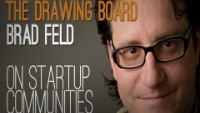 THE DRAWING BOARD
BRAD FELD
ON STARTUP
COMMUNITIES